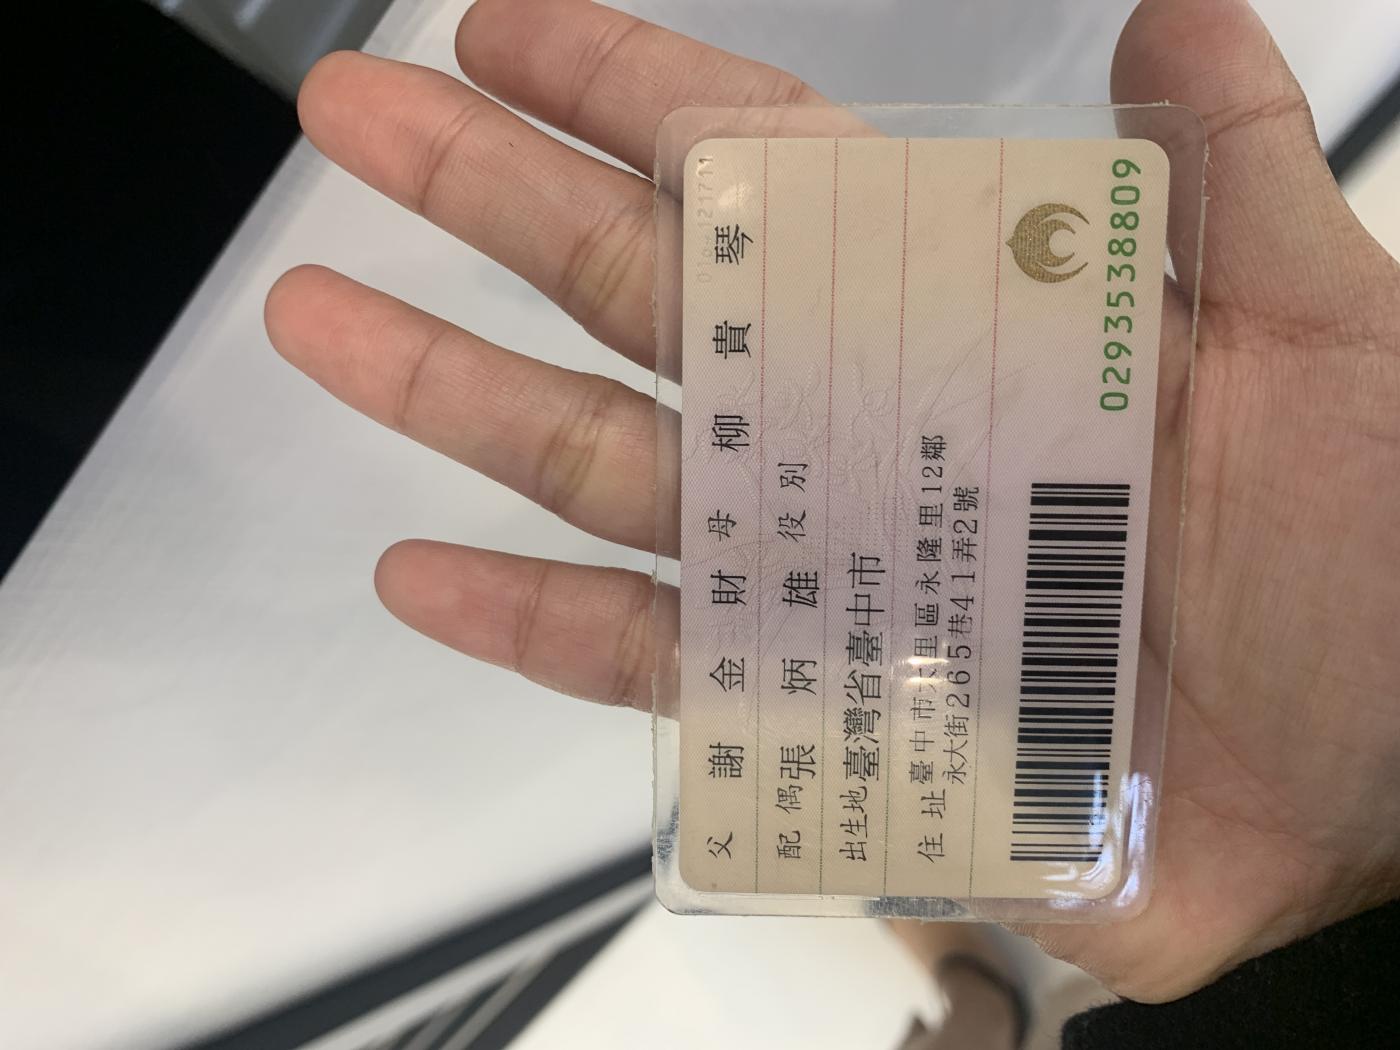 父 謝金財 母 柳貴琴
配偶 張炳雄 役別
出生地 臺灣省臺中市
住址 臺中市大里區永隆里12鄰
永大街265巷41弄2號
0293538809